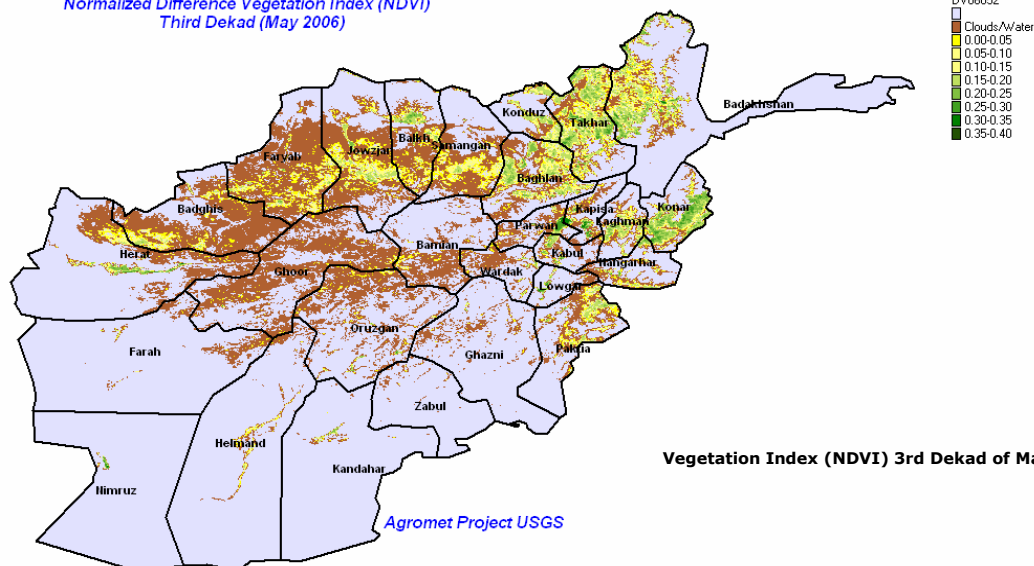 Normalized Difference Vegetation Index (NDVI)
Third Dekad (May 2006)
Clouds/Water
0.00-0.05
0.05-0.10
0.10-0.15
0.15-0.20
0.20-0.25
0.25-0.30
0.30-0.35
0.35-0.40
Badakhshan
Konduz
Takhar
Balkh
Jowzjan
Samangan
Faryab
Baghlan
Badghis
Kapisa
Konar
Parwan
Laghman
Bamian
Herat
Kabul
Nangarhar
Ghoor
Wardak
Lowgar
Oruzgan
Farah
Ghazni
Paktia
Zabul
Helmand
Kandahar
Nimruz
Vegetation Index (NDVI) 3rd Dekad of Ma
Agromet Project USGS